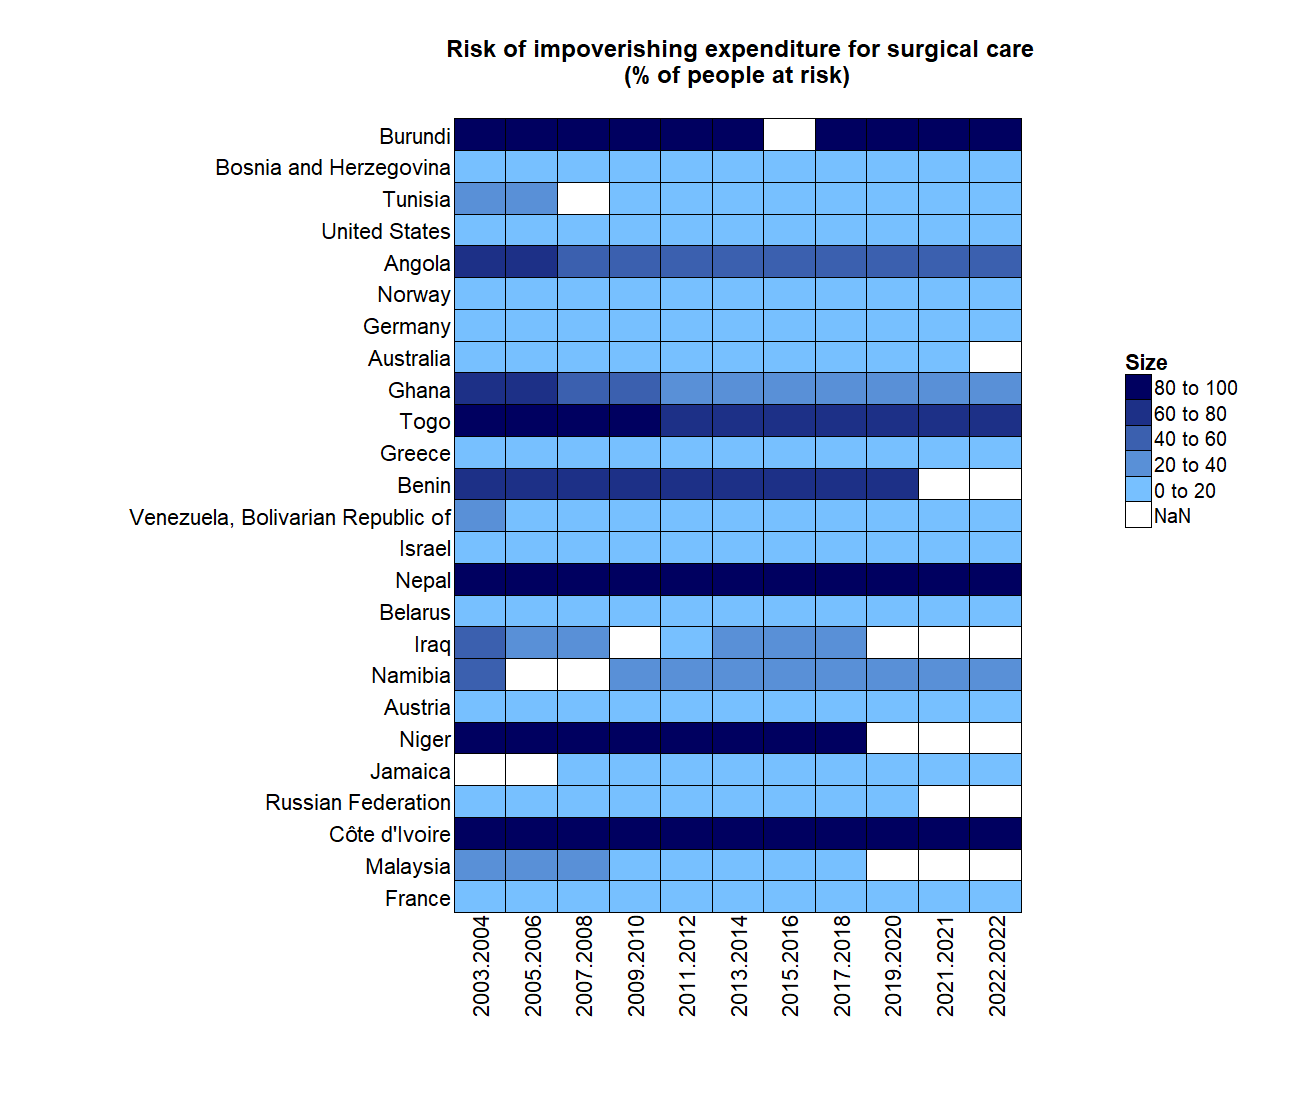 Risk of impoverishing expenditure for surgical care
(% of people at risk)
Burundi
Bosnia and Herzegovina
Tunisia
United States
Angola
Norway
Germany
Australia
Ghana
Togo
Greece
Benin
Venezuela, Bolivarian Republic of
Israel
Nepal
Belarus
Iraq
Namibia
Austria
Niger
Jamaica
Russian Federation
Côte d'Ivoire
Malaysia
France
2003.2004
2005.2006
2007.2008
2009.2010
2011.2012
2013.2014
2015.2016
2017.2018
2019.2020
2021.2021
2022.2022
Size
80 to 100
60 to 80
40 to 60
20 to 40
0 to 20
NaN